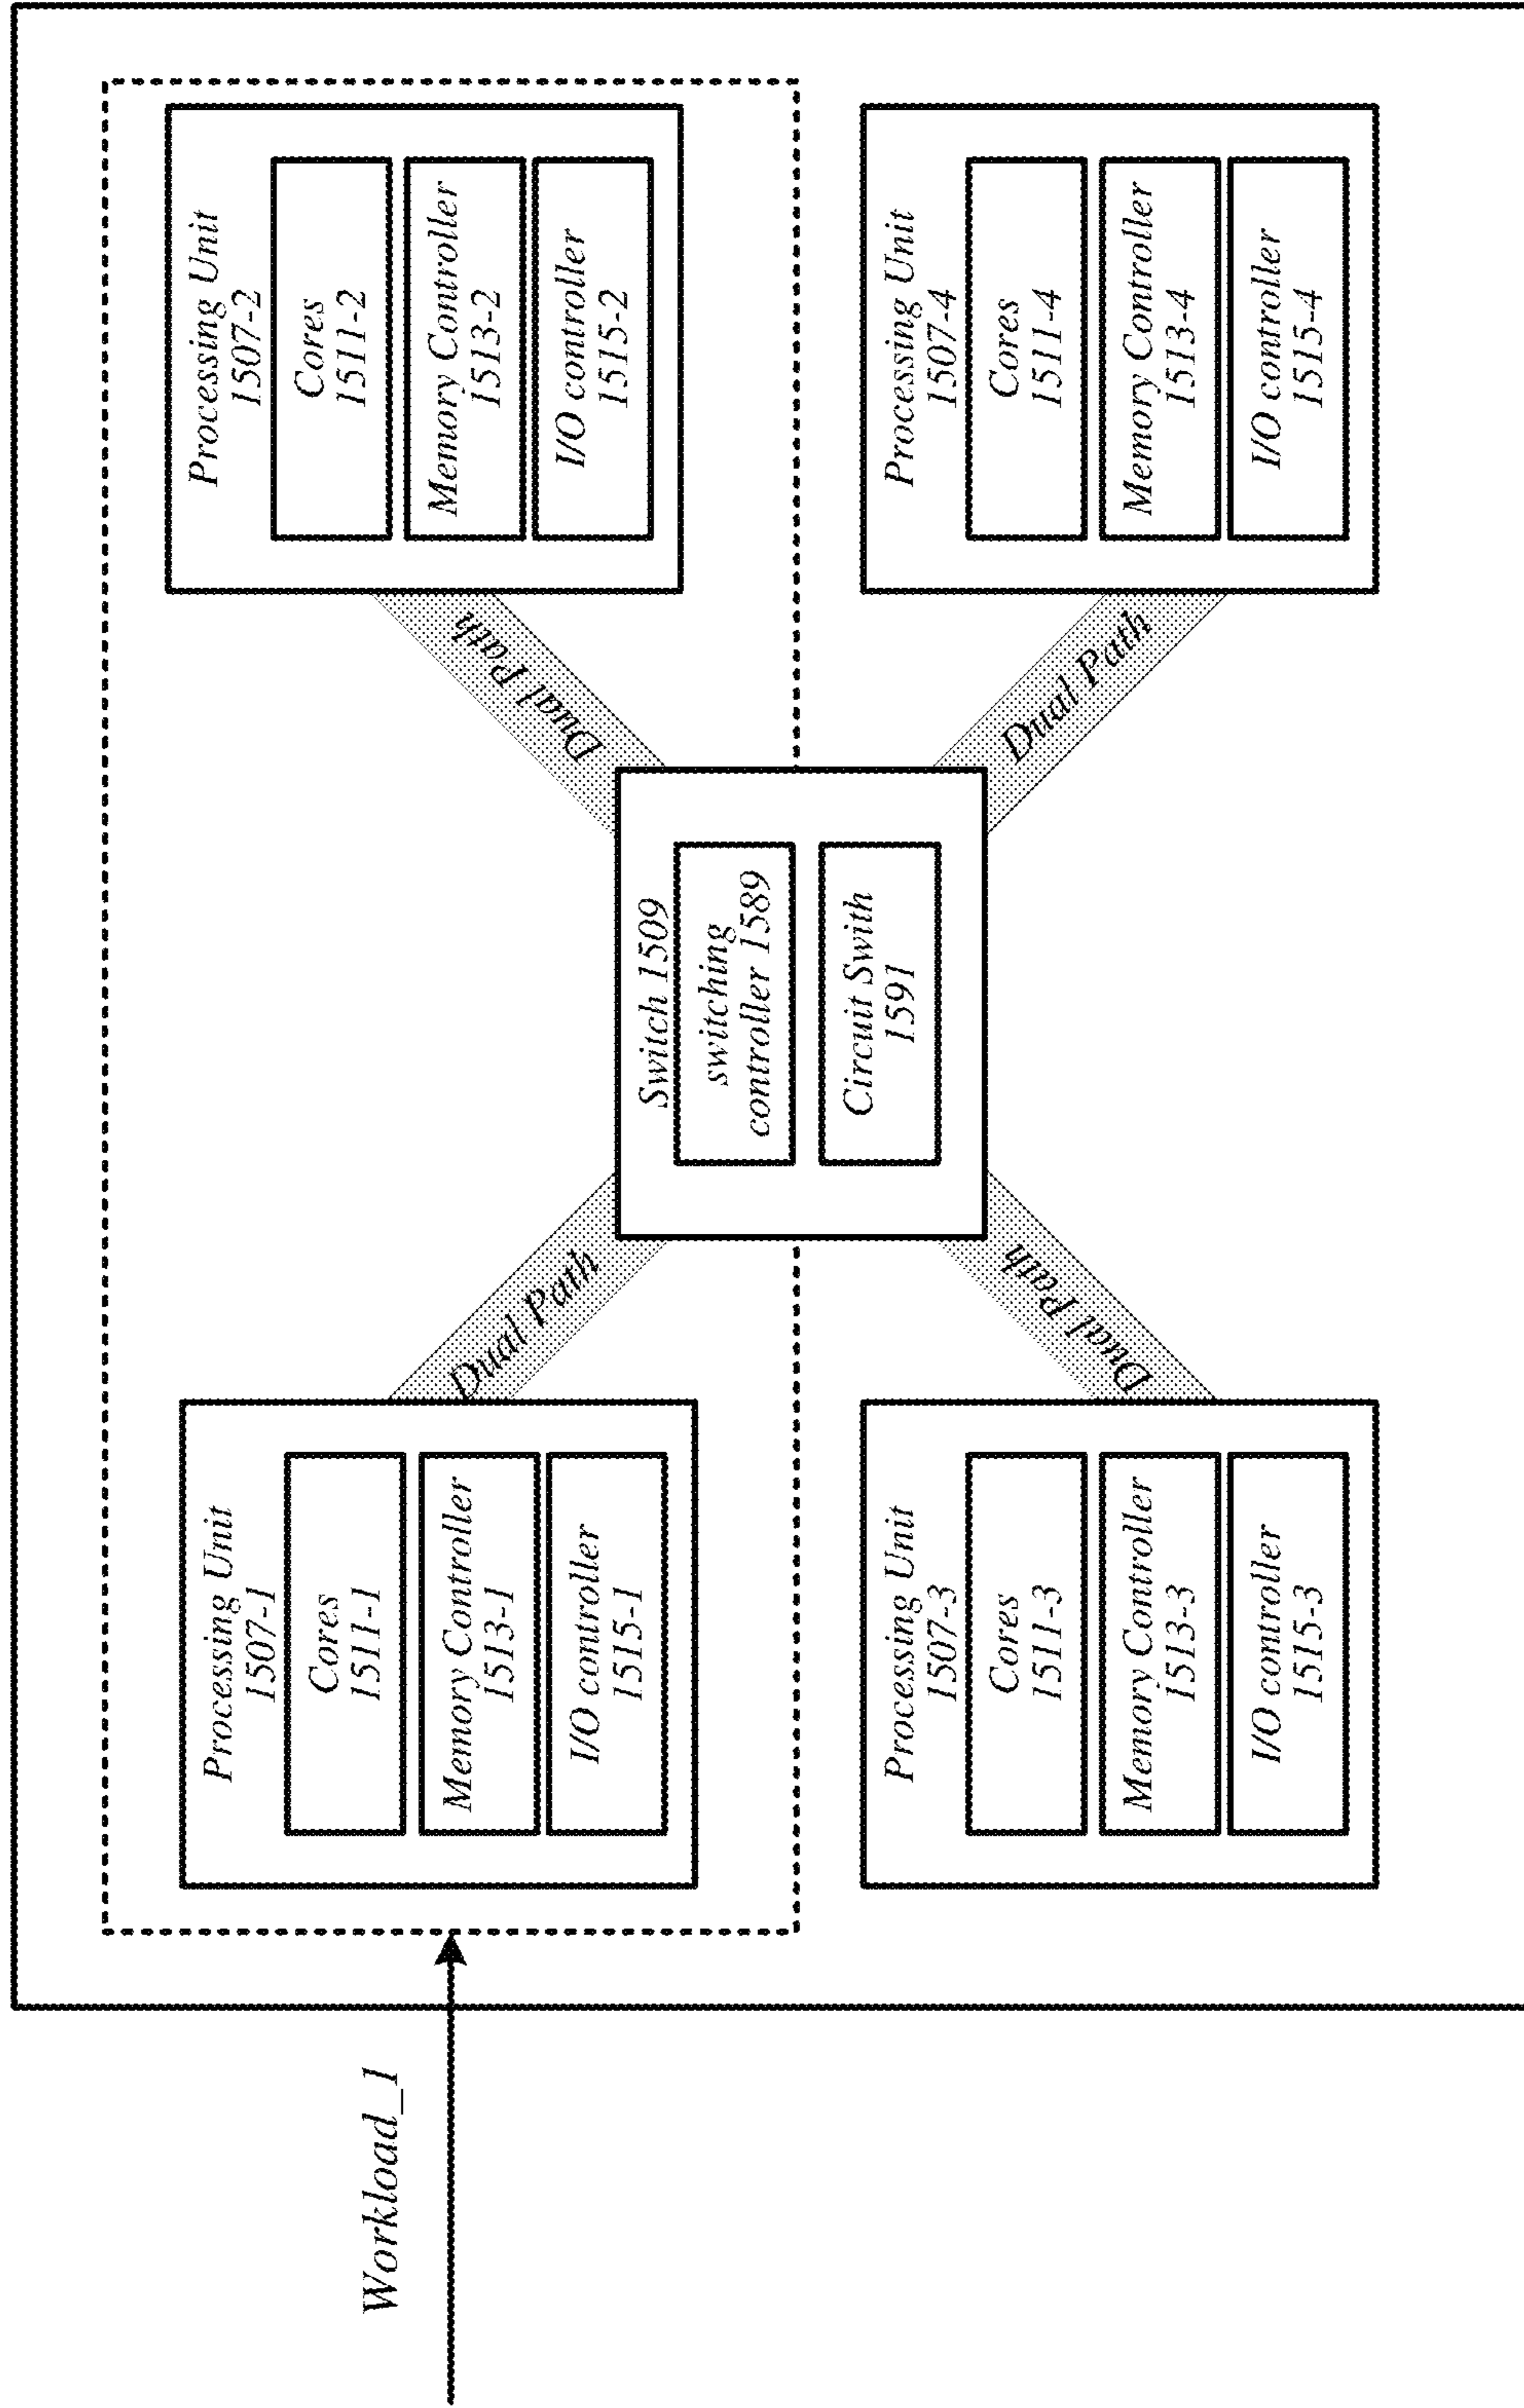 Workload_1
Processing Unit
1507-1
Cores
1511-1
Memory Controller
1513-1
I/O controller
1515-1
Dual Path
Processing Unit
1507-2
Cores
1511-2
Memory Controller
1513-2
I/O controller
1515-2
Dual Path
Switch 1509
switching
controller 1589
Circuit Swith
1591
Processing Unit
1507-3
Cores
1511-3
Memory Controller
1513-3
I/O controller
1515-3
Dual Path
Processing Unit
1507-4
Cores
1511-4
Memory Controller
1513-4
I/O controller
1515-4
Dual Path